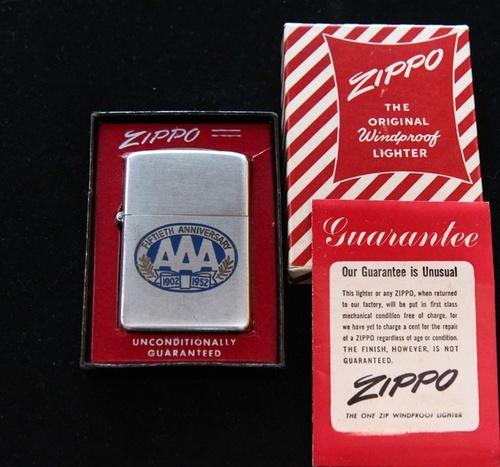 ZIPPO
FIFTIETH ANNIVERSARY
AAA
1902 1952
UNCONDITIONALLY
GUARANTEED
ZIPPO
THE
ORIGINAL
Windproof
LIGHTER
Guarantee
Our Guarantee is Unusual
This lighter or any ZIPPO, when returned
to our factory, will be put in first class
mechanical condition free of charge, for
we have yet to charge a cent for the repair
of a ZIPPO regardless of age or condition.
THE FINISH, HOWEVER, IS NOT
GUARANTEED.
ZIPPO
THE ONE ZIP WINDPROOF LIGHTER